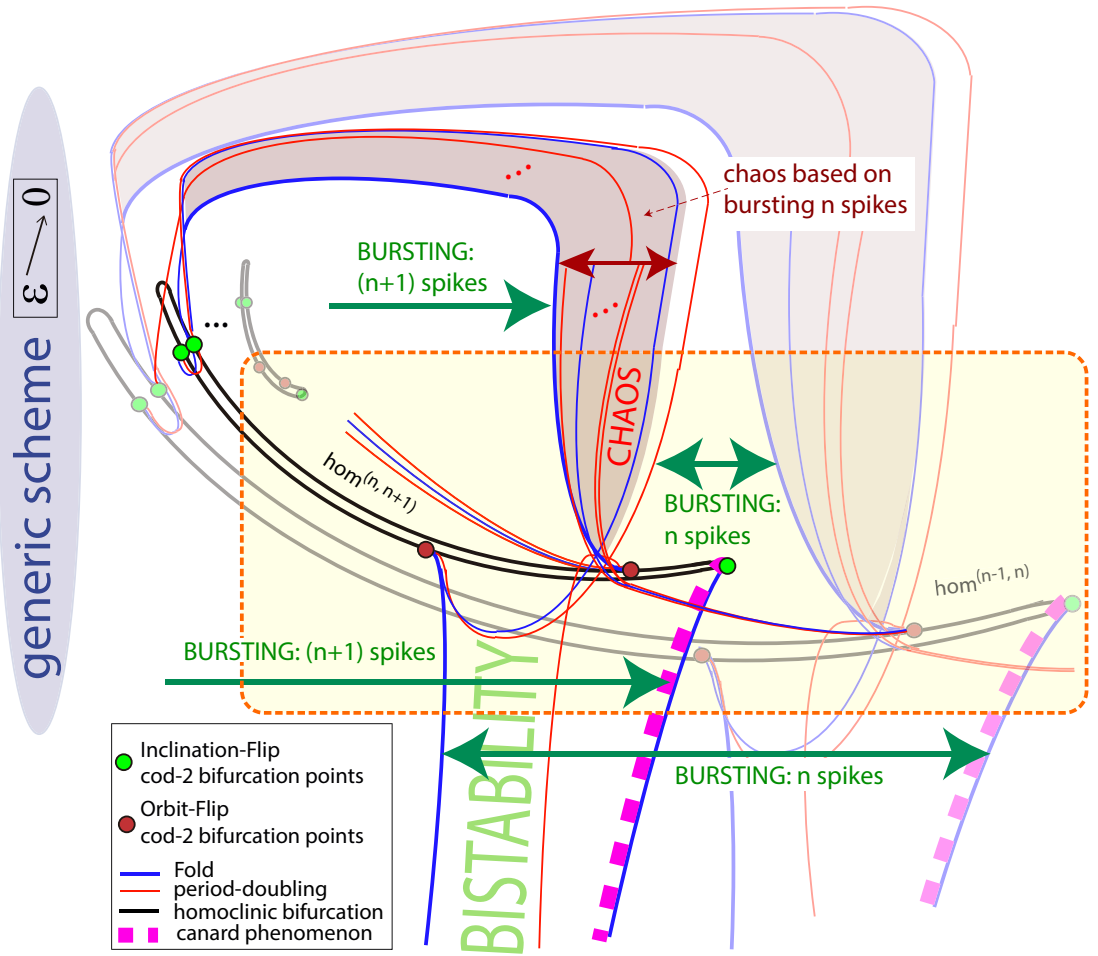 generic scheme ε → 0
chaos based on
bursting n spikes
BURSTING:
(n+1) spikes
...
...
...
CHAOS
hom(n, n+1)
BURSTING:
n spikes
hom(n-1, n)
BURSTING: (n+1) spikes
BISTABILITY
BURSTING: n spikes
Inclination-Flip
cod-2 bifurcation points
Orbit-Flip
cod-2 bifurcation points
Fold
period-doubling
homoclinic bifurcation
canard phenomenon